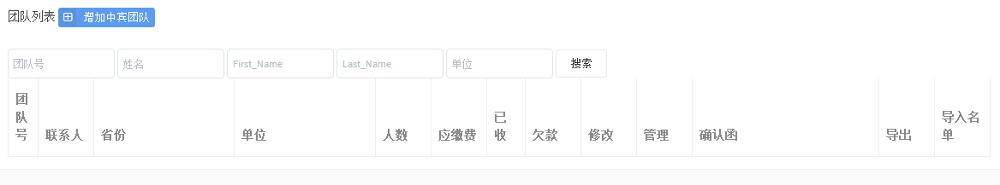 团队列表 增加中宾团队
团队号 姓名 First_Name Last_Name 单位 搜索
团队号 联系人 省份 单位 人数 应缴费 已收 欠款 修改 管理 确认函 导出 导入名单